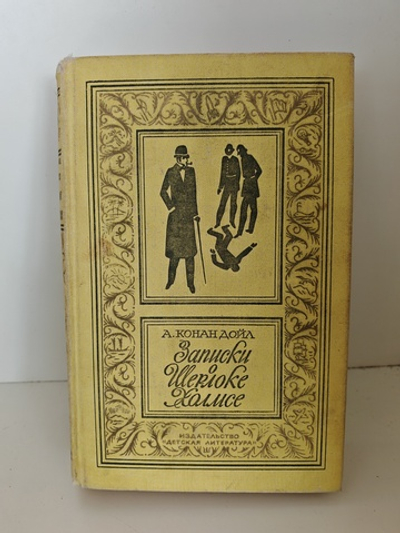 А. КОНАН ДОЙЛ
Записки
о
Шерлоке
Холмсе
ИЗДАТЕЛЬСТВО
"ДЕТСКАЯ ЛИТЕРАТУРА"